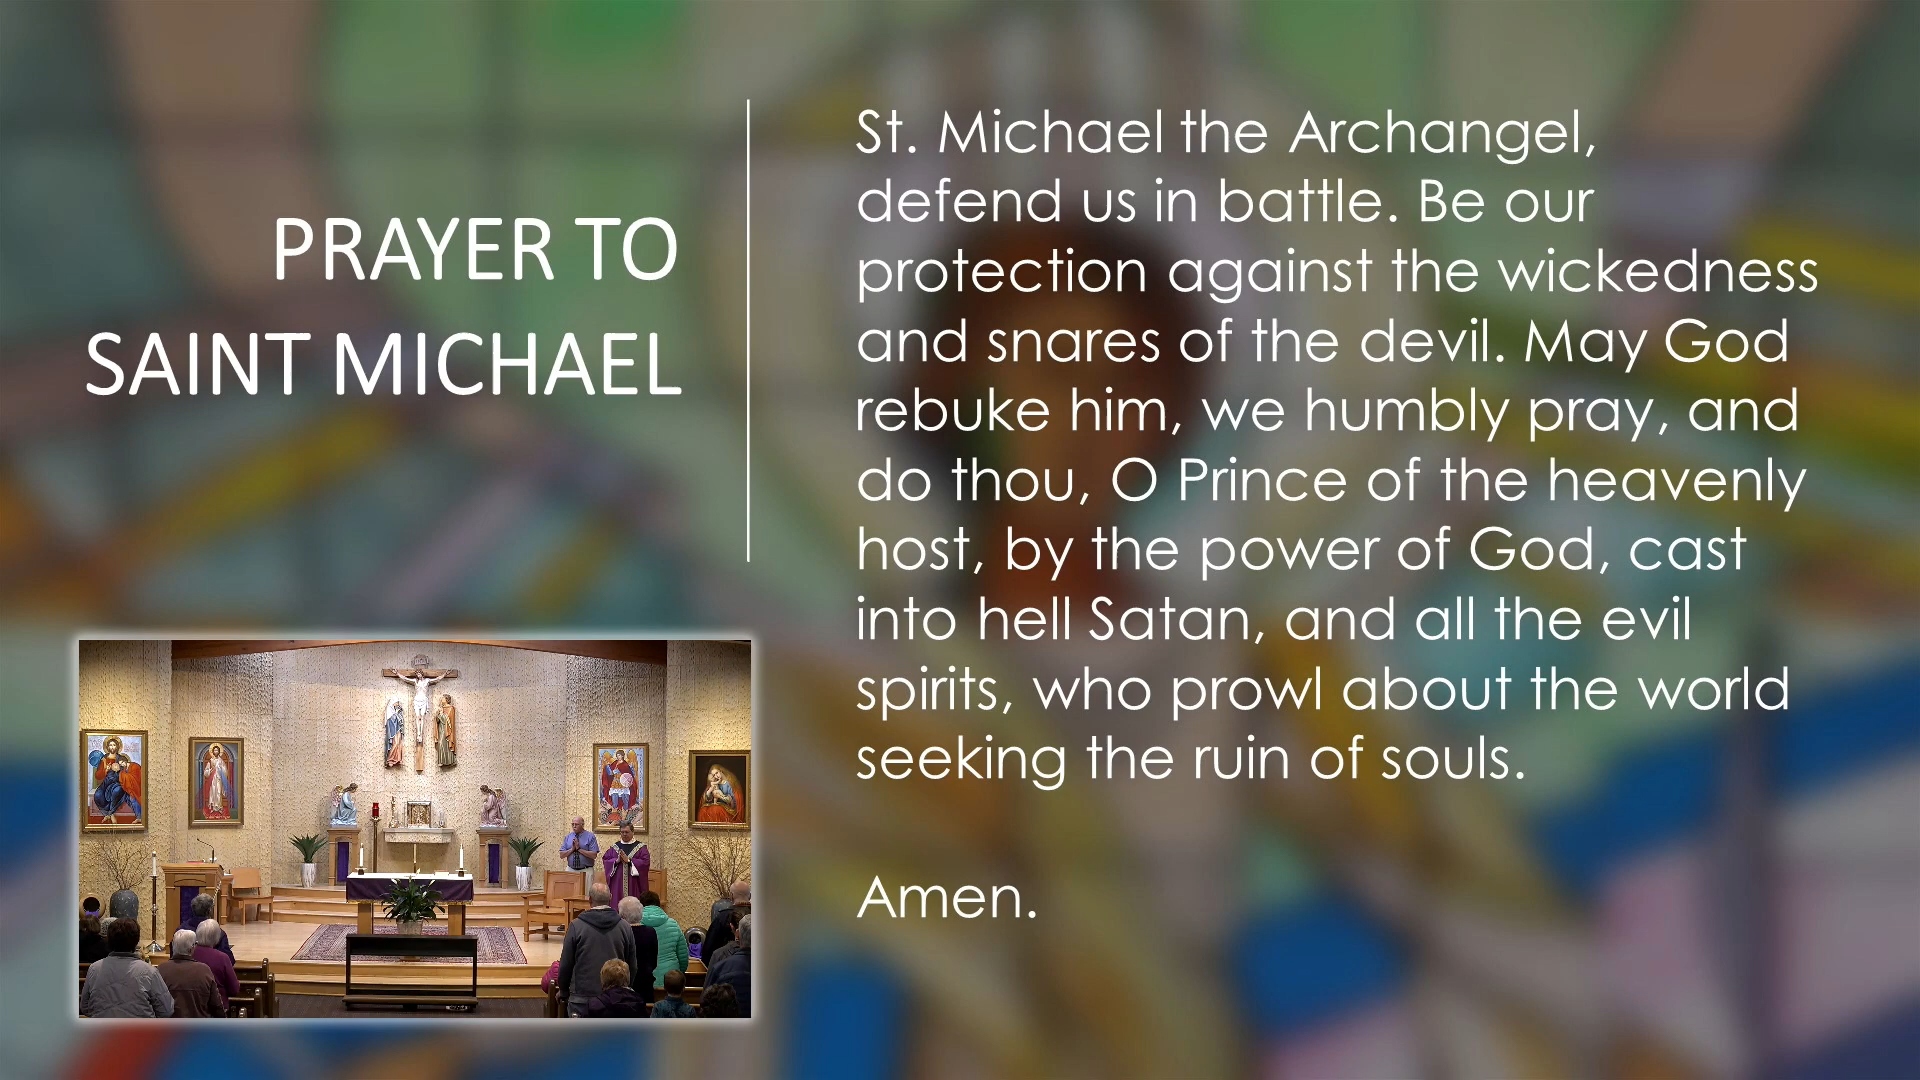 PRAYER TO
SAINT MICHAEL
St. Michael the Archangel,
defend us in battle. Be our
protection against the wickedness
and snares of the devil. May God
rebuke him, we humbly pray, and
do thou, O Prince of the heavenly
host, by the power of God, cast
into hell Satan, and all the evil
spirits, who prowl about the world
seeking the ruin of souls.
Amen.